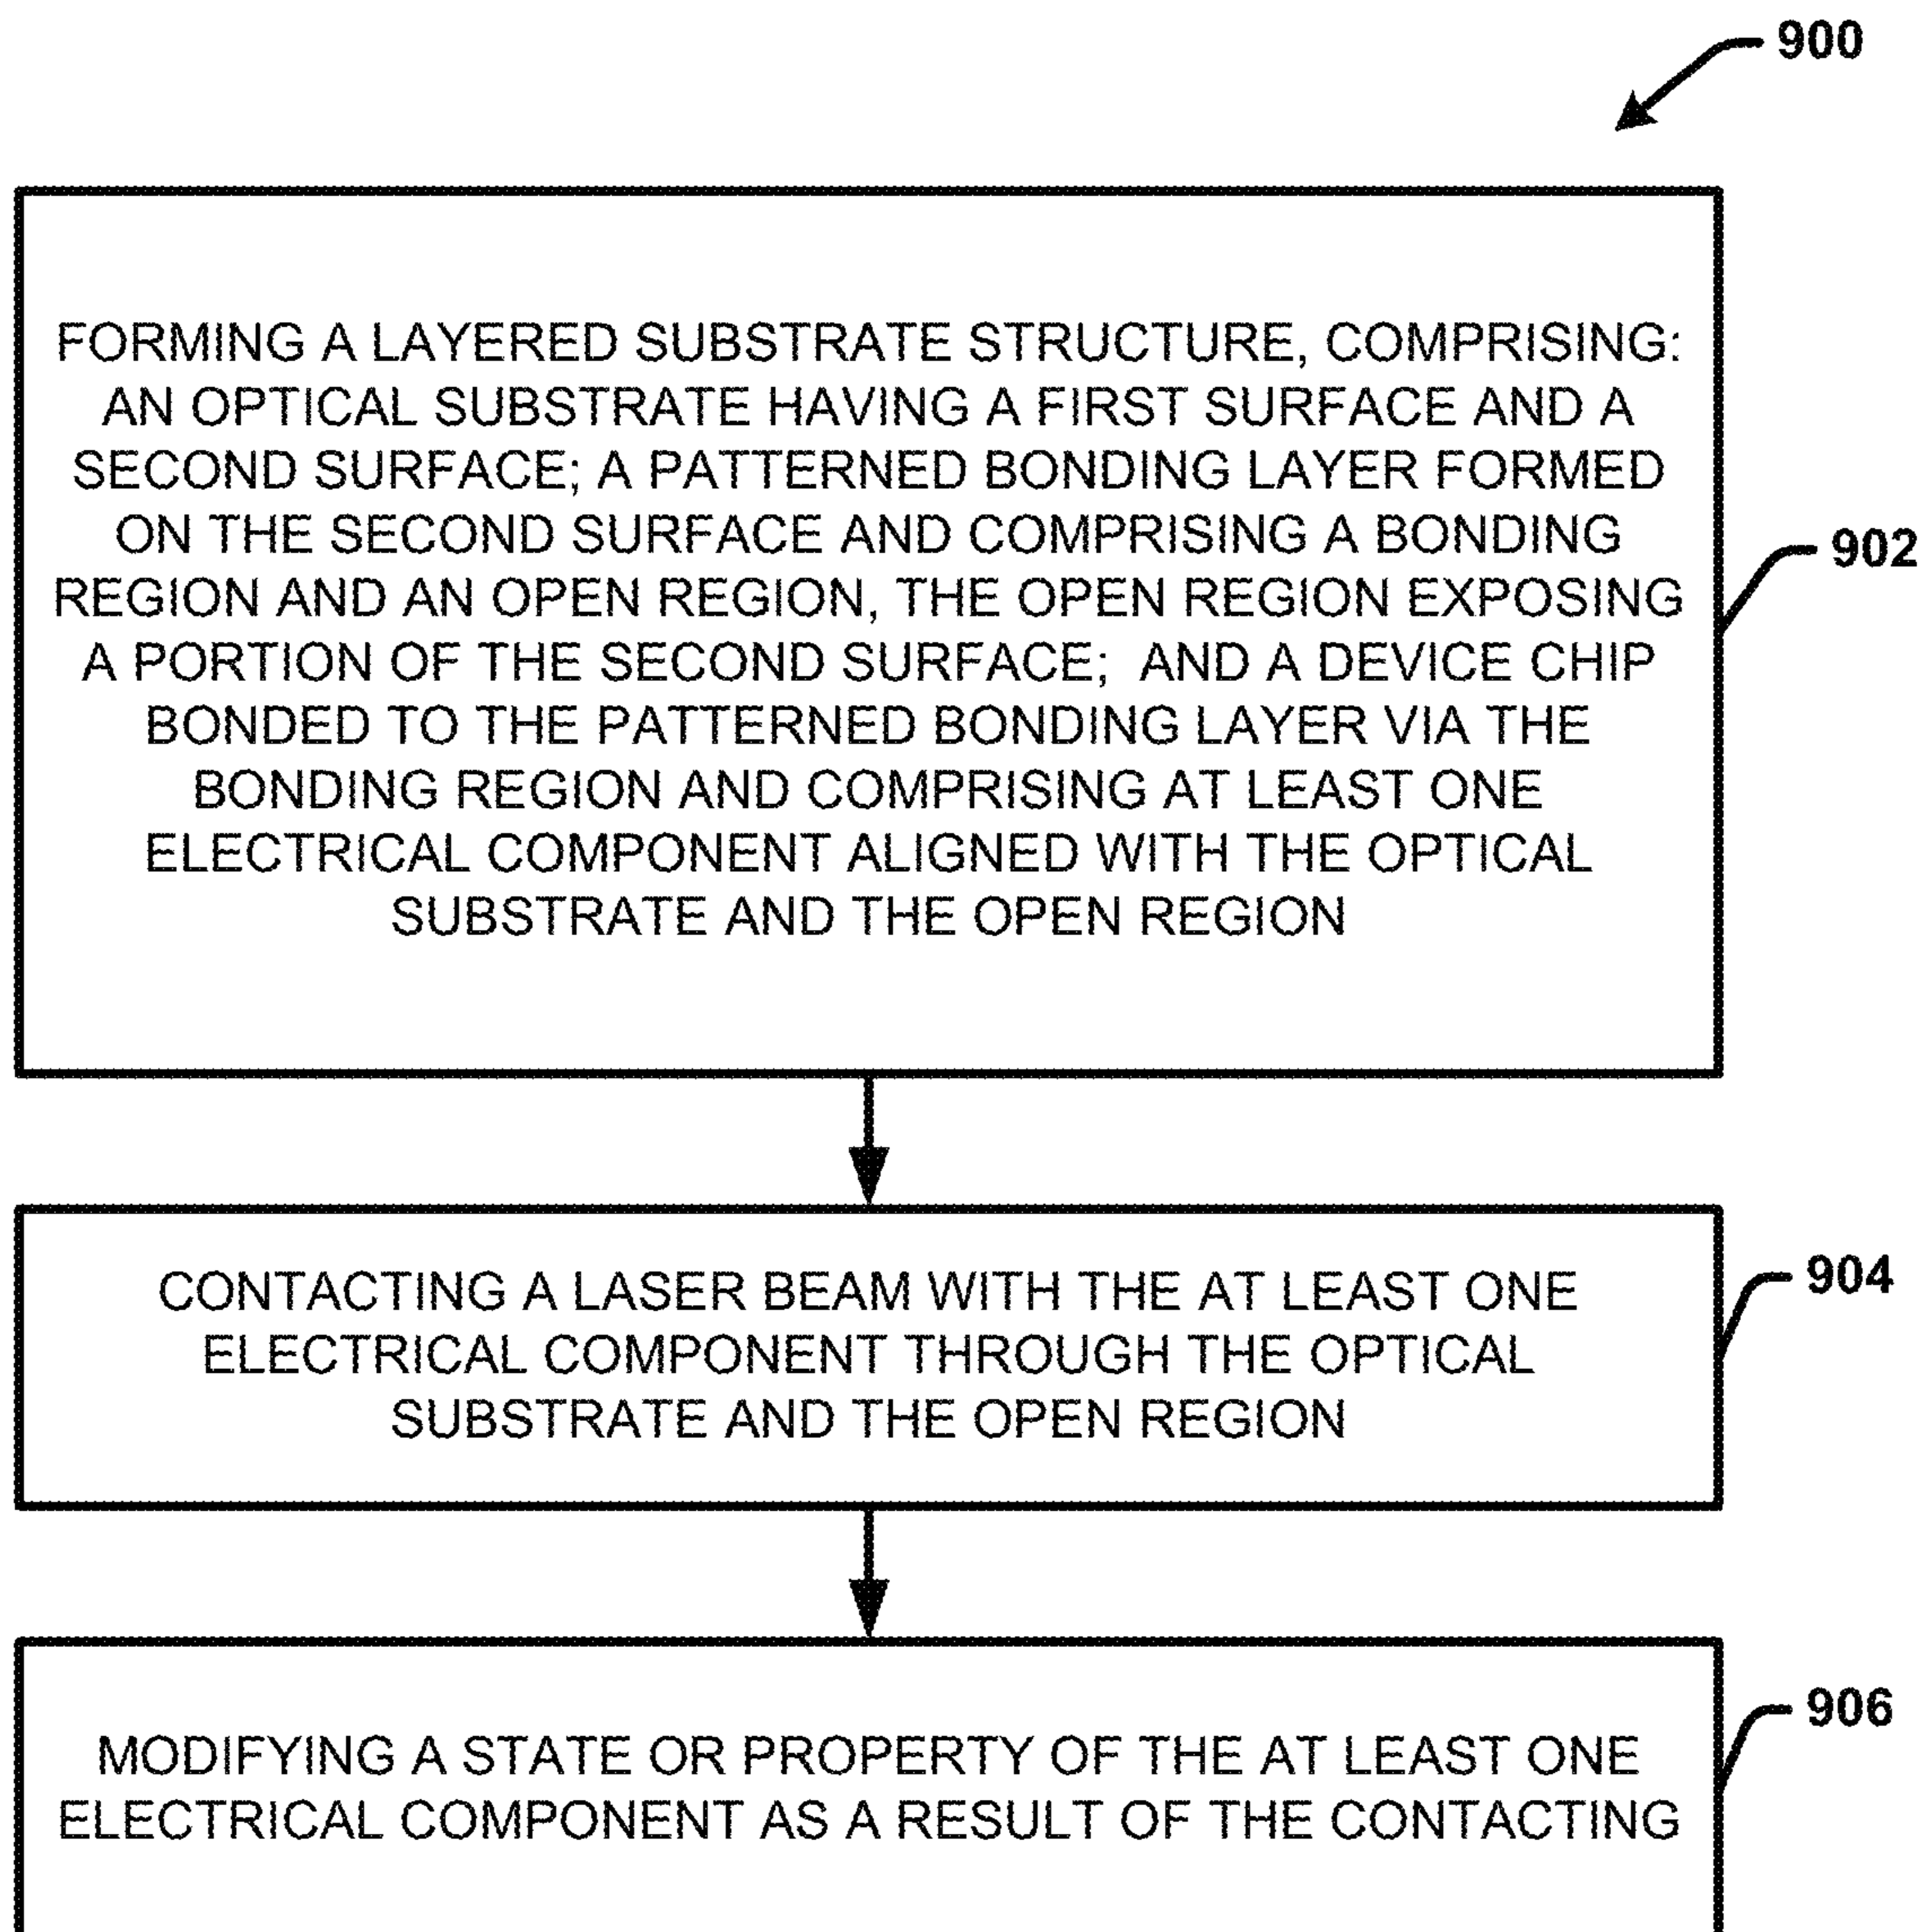 900
FORMING A LAYERED SUBSTRATE STRUCTURE, COMPRISING:
AN OPTICAL SUBSTRATE HAVING A FIRST SURFACE AND A
SECOND SURFACE; A PATTERNED BONDING LAYER FORMED
ON THE SECOND SURFACE AND COMPRISING A BONDING
REGION AND AN OPEN REGION, THE OPEN REGION EXPOSING
A PORTION OF THE SECOND SURFACE;  AND A DEVICE CHIP
BONDED TO THE PATTERNED BONDING LAYER VIA THE
BONDING REGION AND COMPRISING AT LEAST ONE
ELECTRICAL COMPONENT ALIGNED WITH THE OPTICAL
SUBSTRATE AND THE OPEN REGION
902
CONTACTING A LASER BEAM WITH THE AT LEAST ONE
ELECTRICAL COMPONENT THROUGH THE OPTICAL
SUBSTRATE AND THE OPEN REGION
904
MODIFYING A STATE OR PROPERTY OF THE AT LEAST ONE
ELECTRICAL COMPONENT AS A RESULT OF THE CONTACTING
906